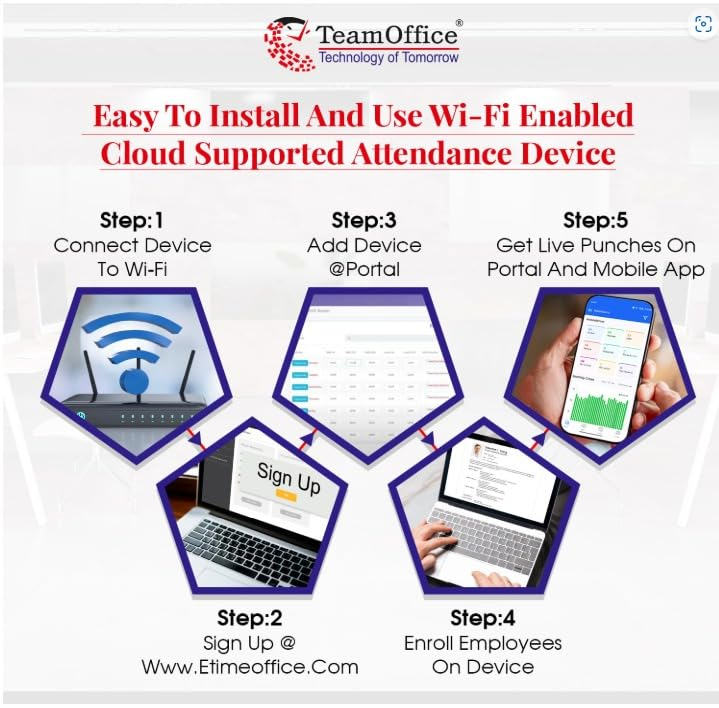 TeamOffice®
Technology of Tomorrow
Easy To Install And Use Wi-Fi Enabled
Cloud Supported Attendance Device
Step:1
Connect Device
To Wi-Fi
Step:3
Add Device
@Portal
Step:5
Get Live Punches On
Portal And Mobile App
Sign Up
Step:2
Sign Up @
Www.Etimeoffice.Com
Step:4
Enroll Employees
On Device